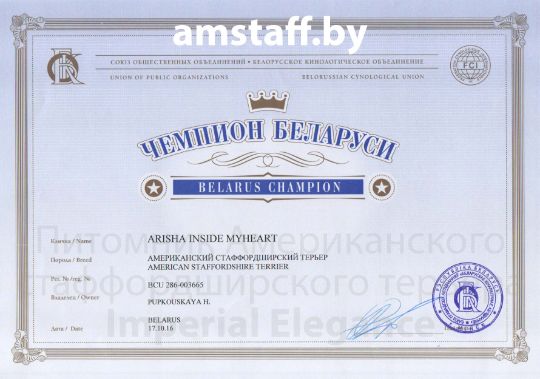 amstaff.by
СОЮЗ ОБЩЕСТВЕННЫХ ОБЪЕДИНЕНИЙ • БЕЛОРУССКОЕ КИНОЛОГИЧЕСКОЕ ОБЪЕДИНЕНИЕ
UNION OF PUBLIC ORGANIZATIONS
BELORUSSIAN CYNOLOGICAL UNION
FCI
ЧЕМПИОН БЕЛАРУСИ
BELARUS CHAMPION
Кличка / Name ARISHA INSIDE MYHEART
Питомник Американского
Порода / Breed АМЕРИКАНСКИЙ СТАФФОРДШИРСКИЙ ТЕРЬЕР
AMERICAN STAFFORDSHIRE TERRIER
Стаффордширского терьера
Рег. №/reg. № BCU 286-003665
Владелец / Owner PUPKOUSKAYA H.
Imperial Elegance
BELARUS
Дата / Date 17.10.16